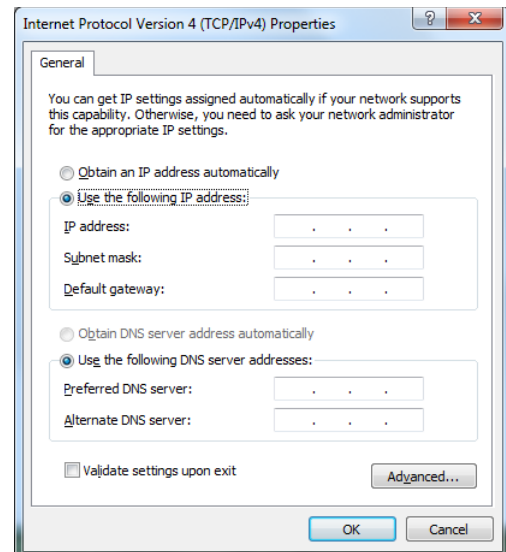 Internet Protocol Version 4 (TCP/IPv4) Properties
?
X
General
You can get IP settings assigned automatically if your network supports
this capability. Otherwise, you need to ask your network administrator
for the appropriate IP settings.
Obtain an IP address automatically
Use the following IP address:
IP address: . . .
Subnet mask: . . .
Default gateway: . . .
Obtain DNS server address automatically
Use the following DNS server addresses:
Preferred DNS server: . . .
Alternate DNS server: . . .
Validate settings upon exit
Advanced...
OK Cancel